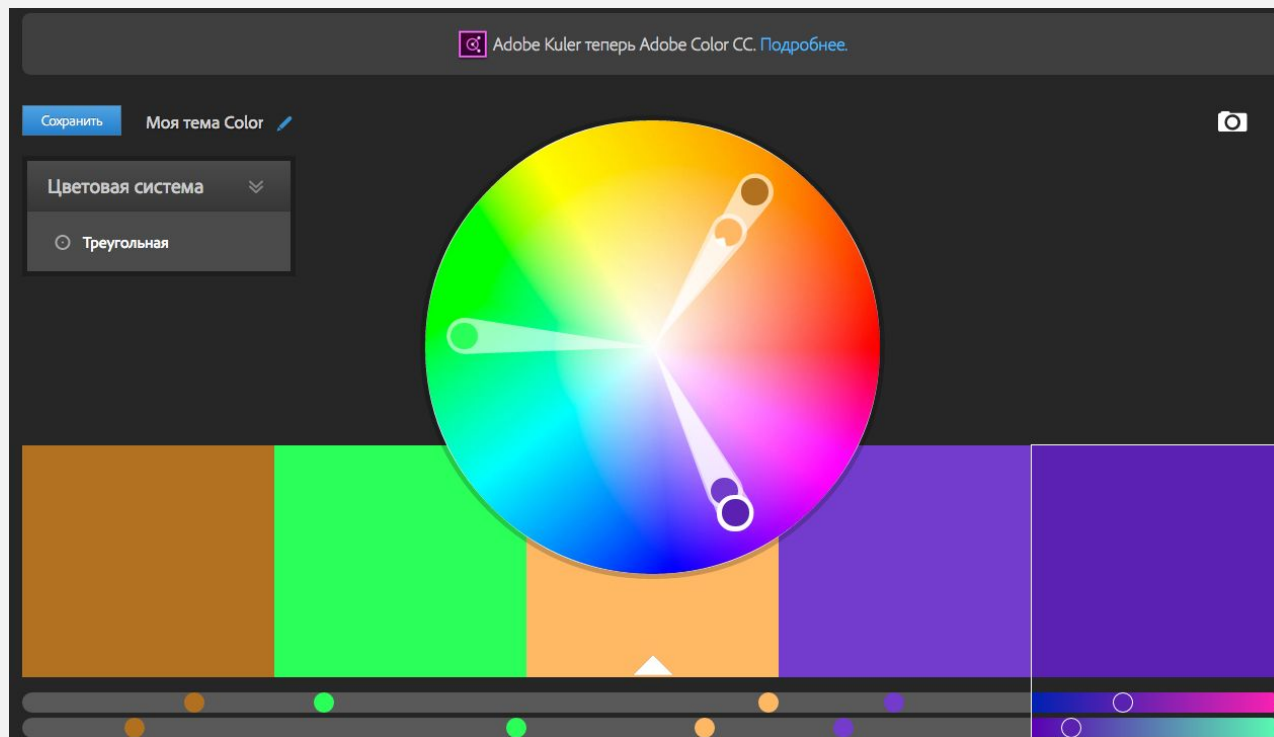 Adobe Kuler теперь Adobe Color CC. Подробнее.
Сохранить Моя тема Color
Цветовая система
Треугольная